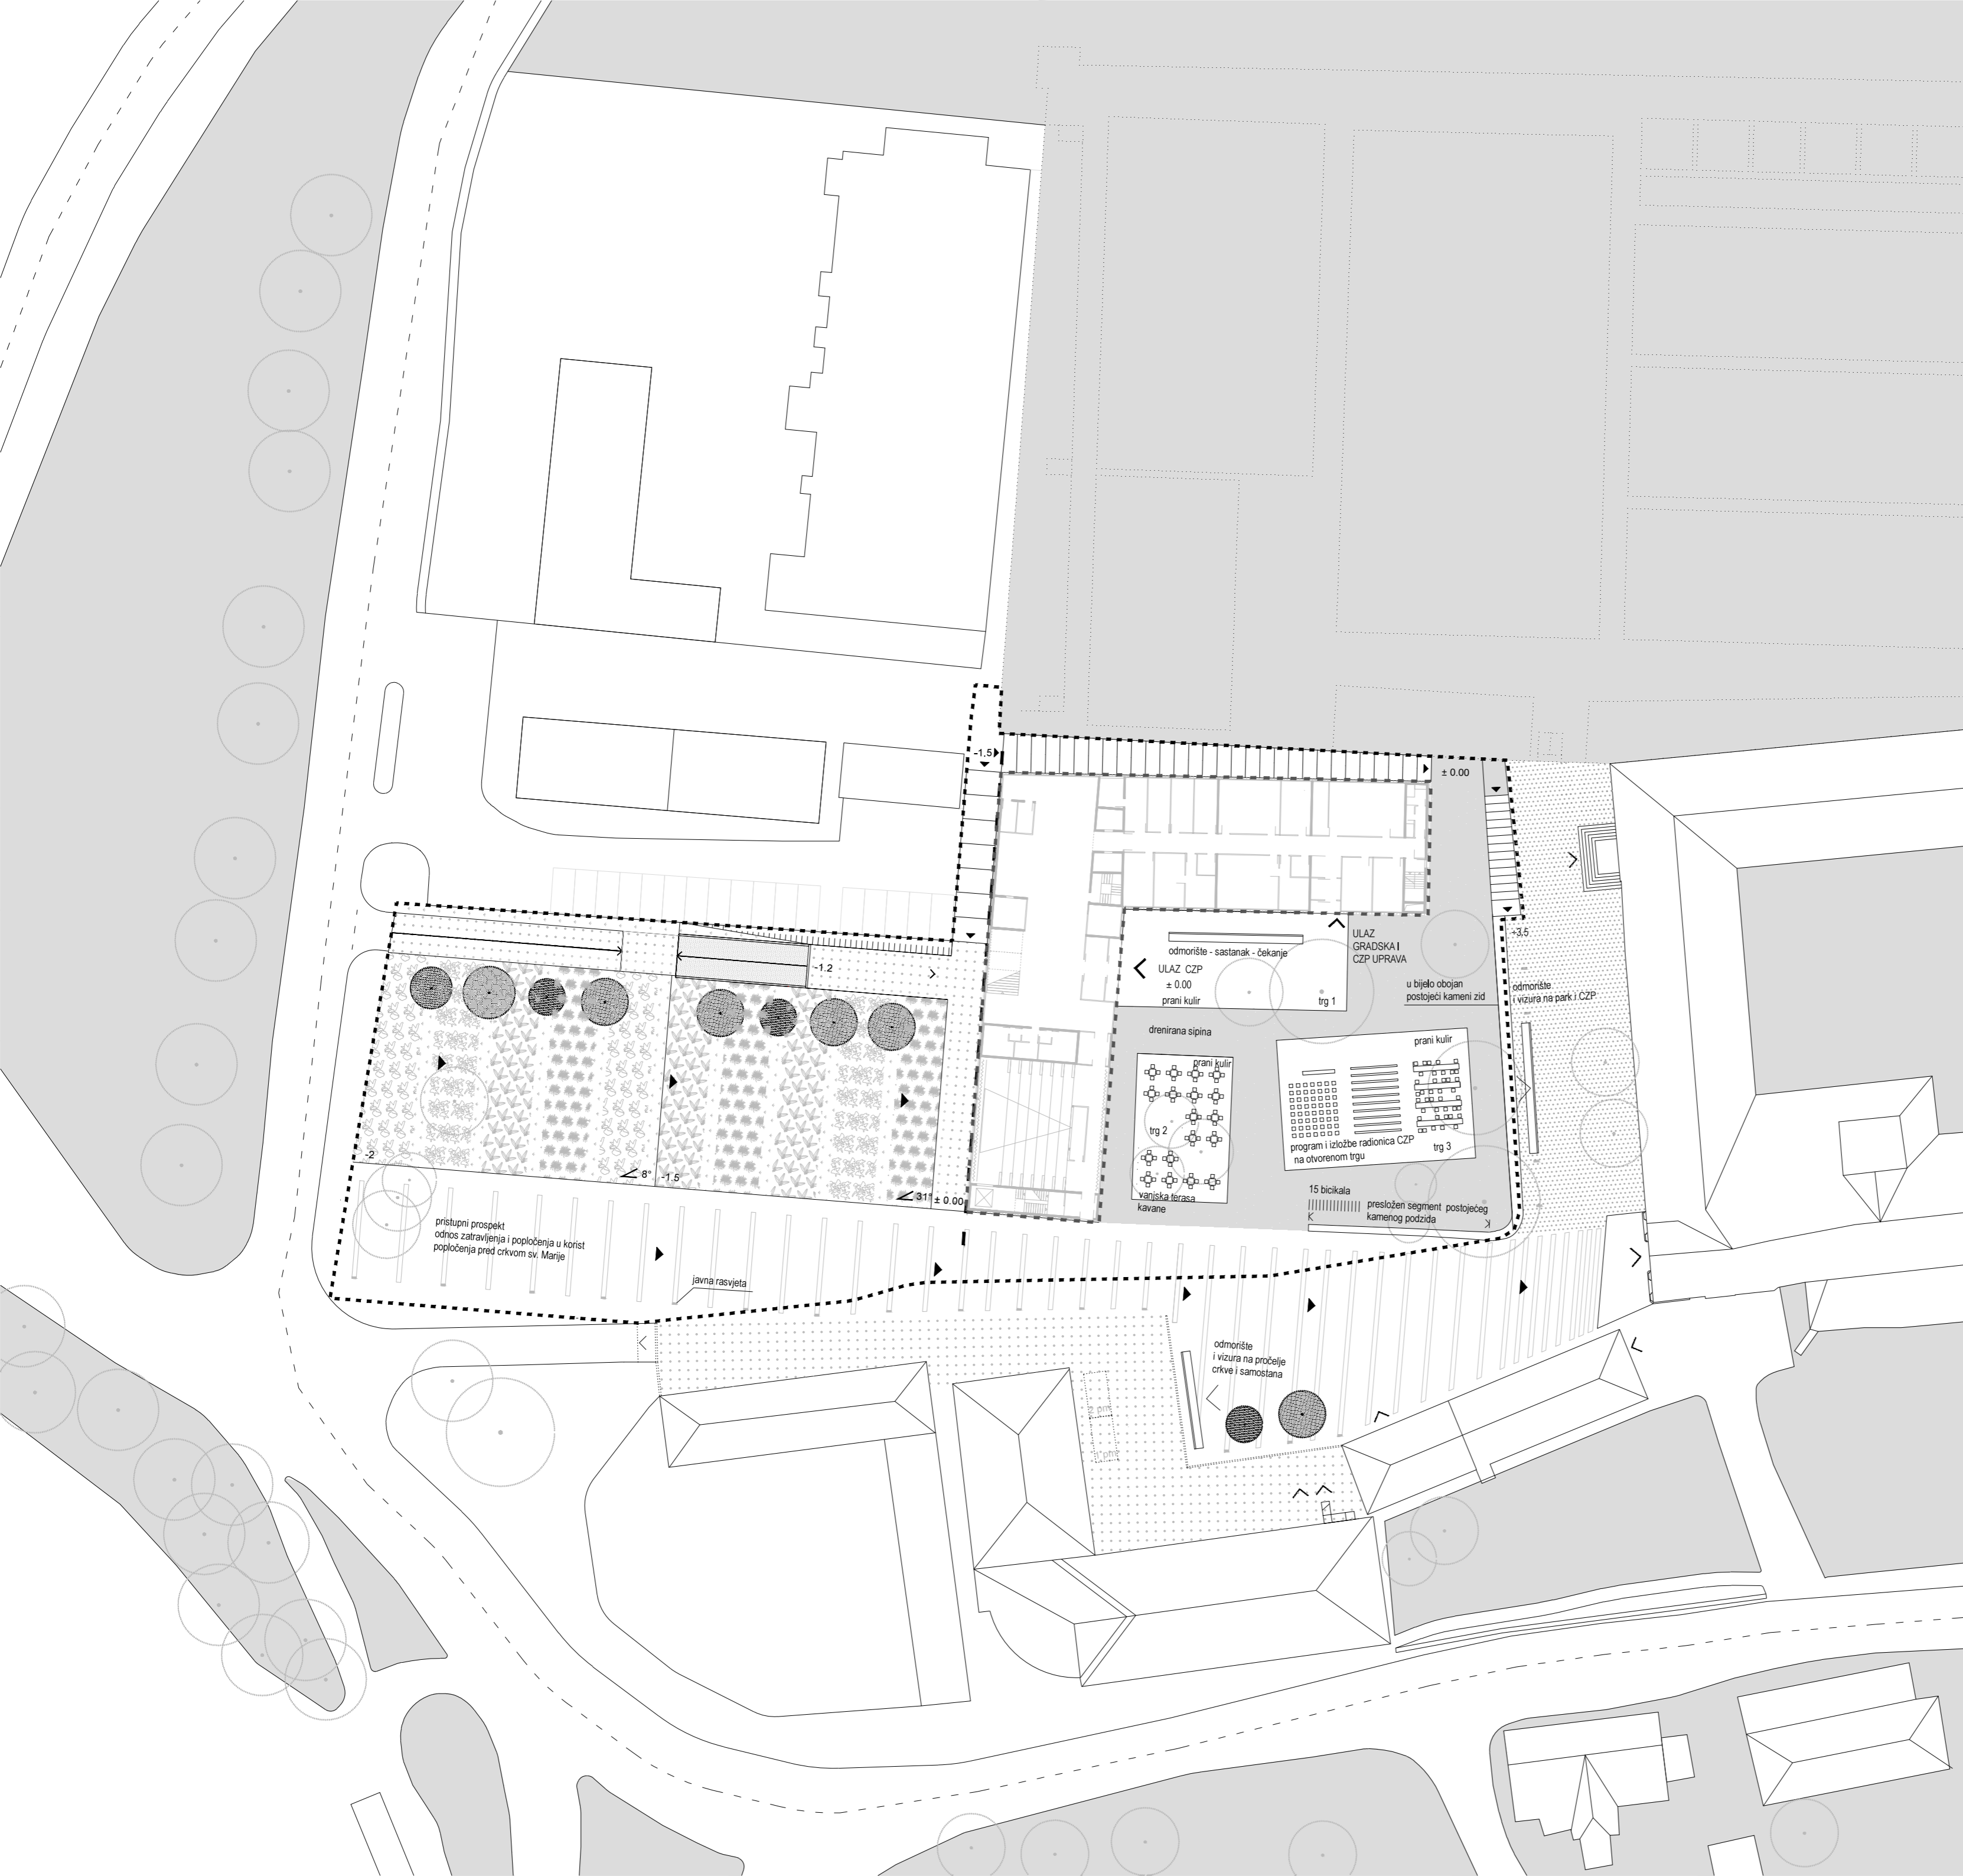 -1.5
± 0.00
ULAZ
GRADSKA I
CZP UPRAVA
+3,5
odmorište - sastanak - čekanje
ULAZ CZP
± 0.00
prani kulir
trg 1
-1.2
u bijelo obojan
postojeći kameni zid
odmorište
i vizura na park i CZP
drenirana sipina
prani kulir
prani kulir
trg 2
program i izložbe radionica CZP
na otvorenom trgu
trg 3
vanjska terasa
kavane
15 bicikala
presložen segment postojećeg
kamenog podzida
-2
8°
-1.5
31°
± 0.00
pristupni prospekt
odnos zatravljenja i popločenja u korist
popločenja pred crkvom sv. Marije
javna rasvjeta
odmorište
i vizura na pročelje
crkve i samostana
2 pm
1 pm